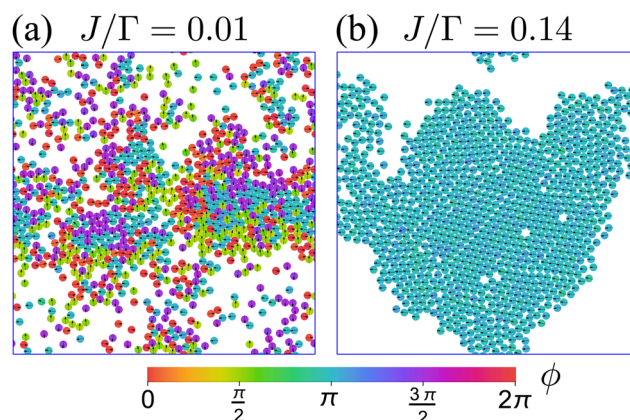 (a) J/Γ = 0.01 (b) J/Γ = 0.14
0 π/2 π 3π/2 2π ϕ